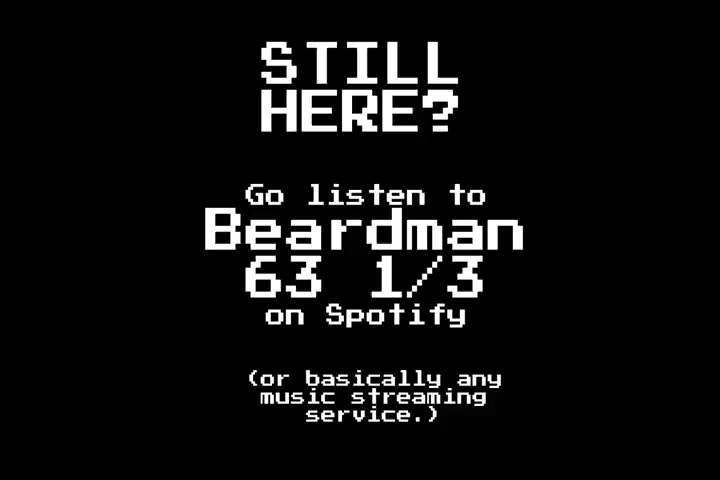 STILL
HERE?
Go listen to
Beardman
63 1/3
on Spotify
(or basically any
music streaming
service.)